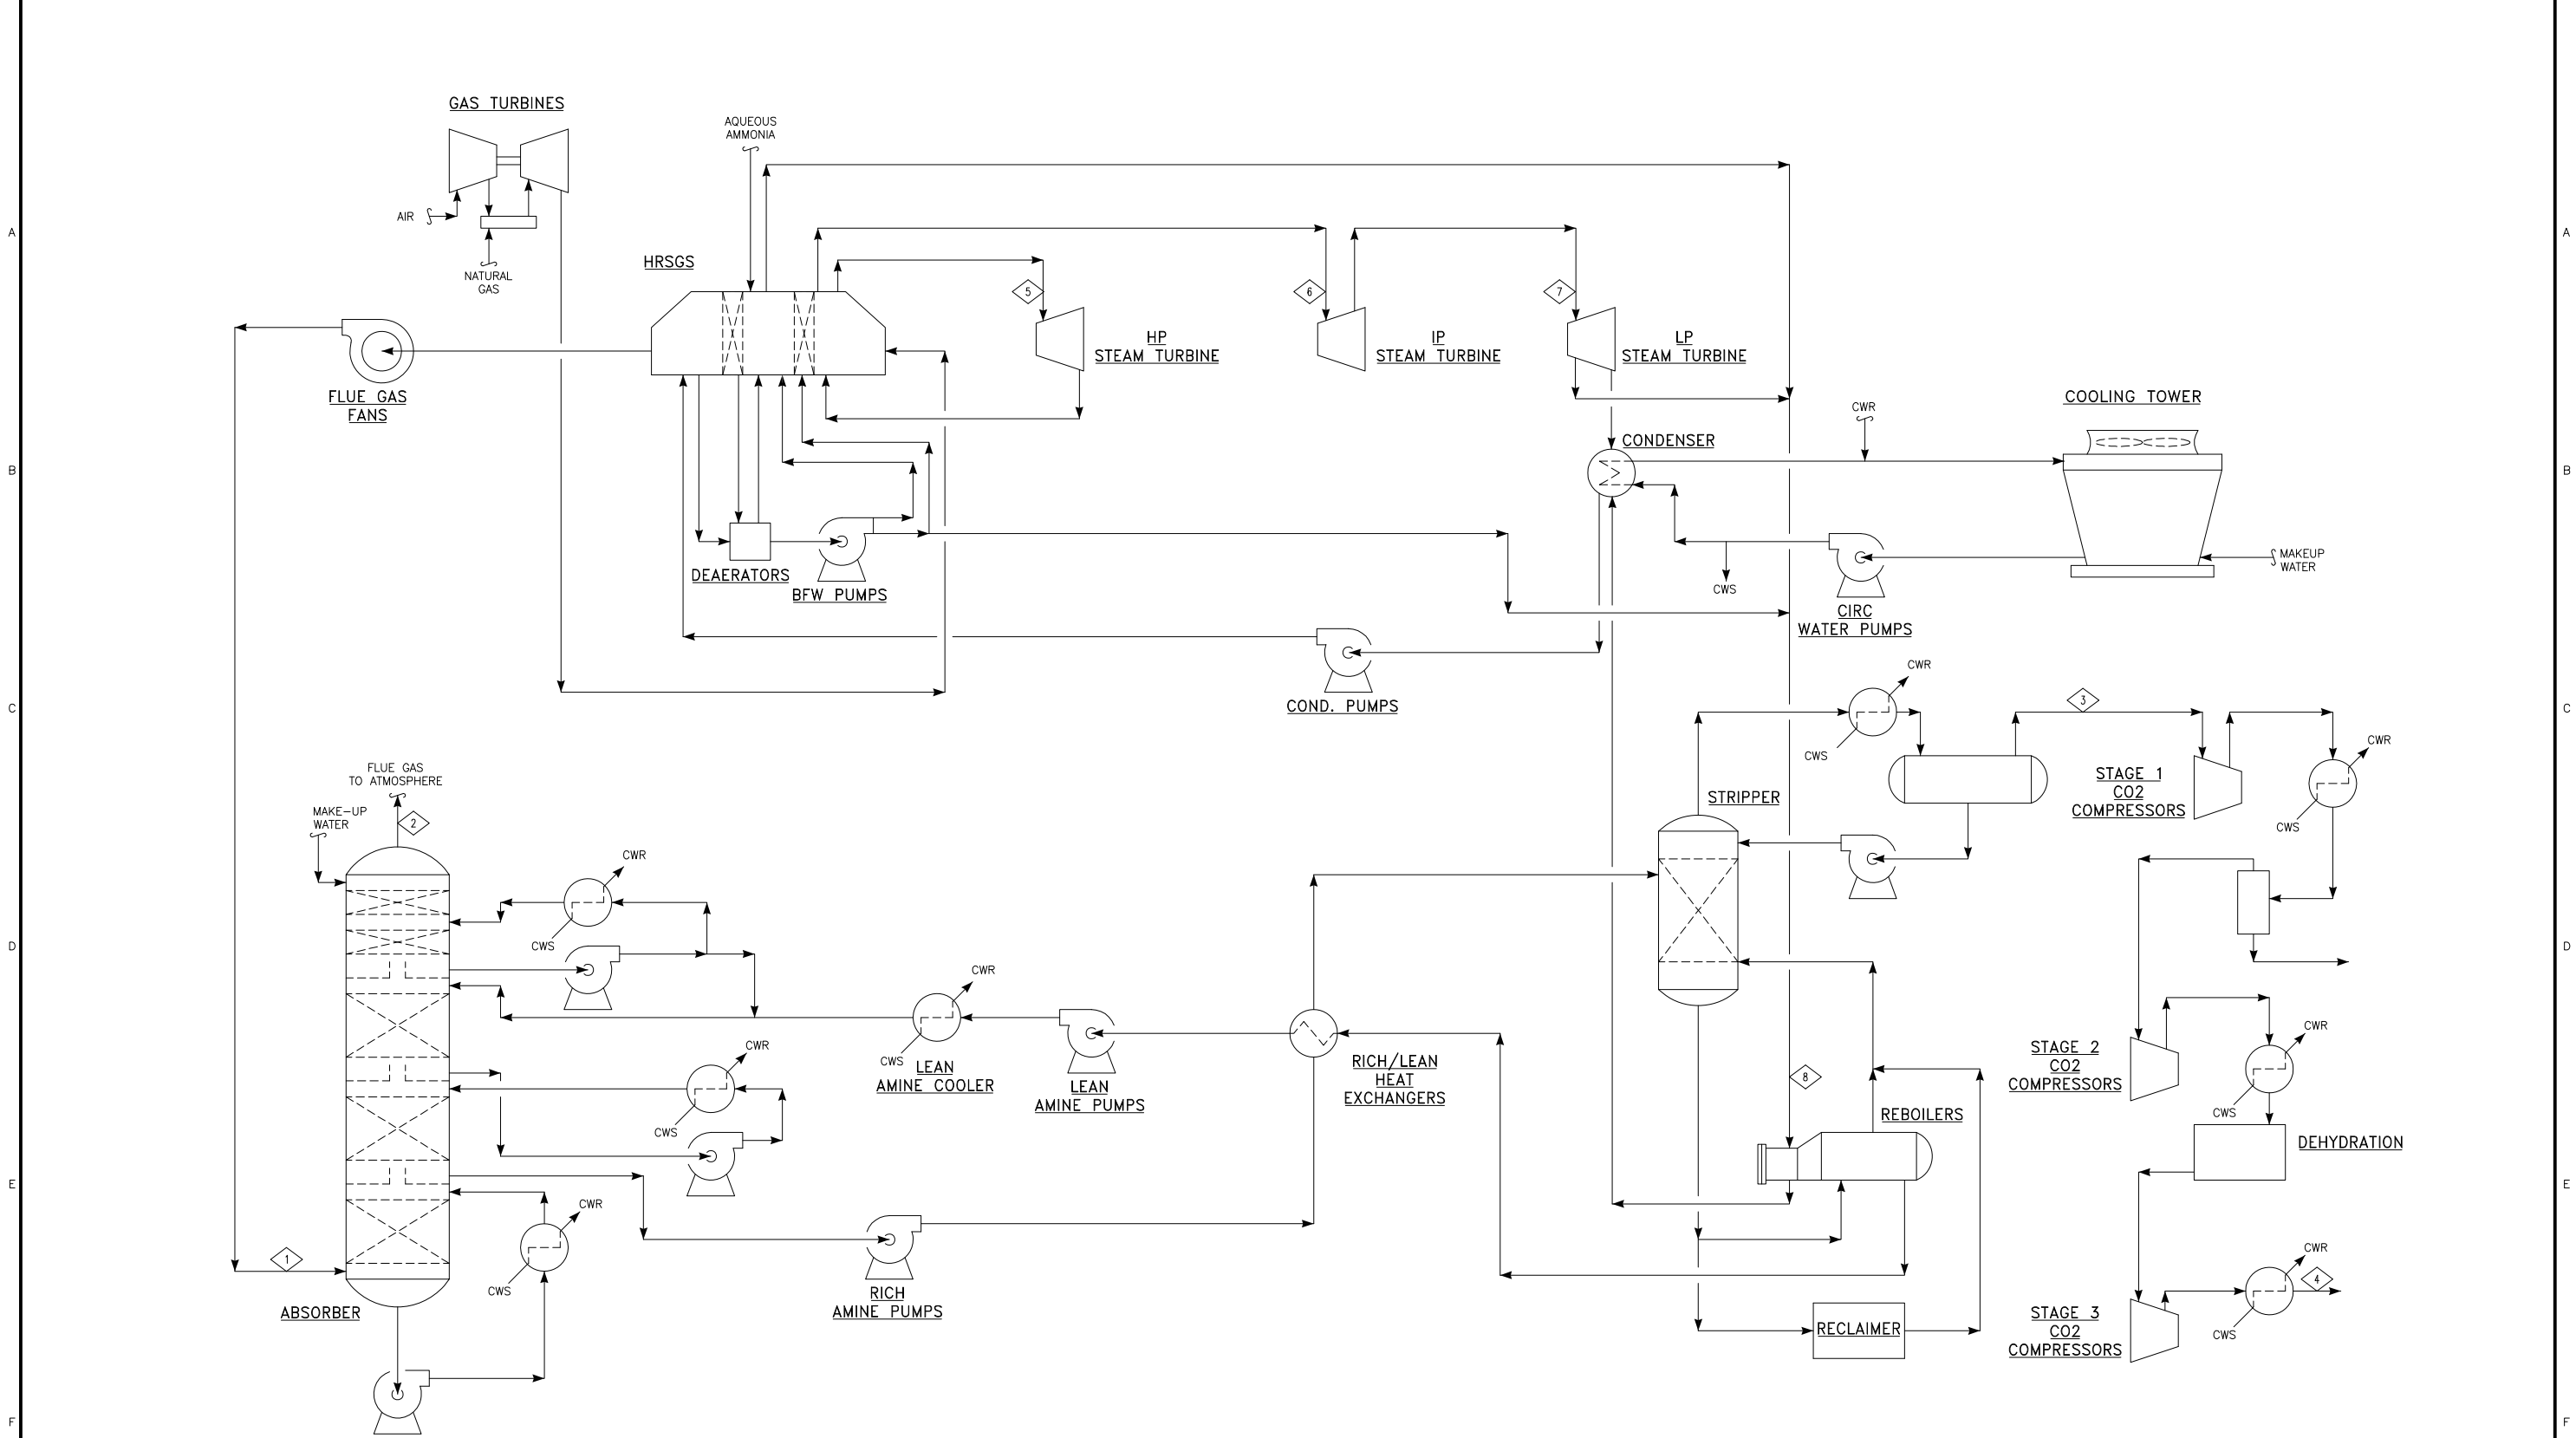 GAS TURBINES
AQUEOUS
AMMONIA
AIR
NATURAL
GAS
A
A
HRSGS
5
6
7
HP
STEAM TURBINE
IP
STEAM TURBINE
LP
STEAM TURBINE
FLUE GAS
FANS
CWR
COOLING TOWER
CONDENSER
B
B
DEAERATORS
BFW PUMPS
CWS
CIRC
WATER PUMPS
MAKEUP
WATER
COND. PUMPS
CWR
CWS
3
C
C
CWR
STAGE 1
CO2
COMPRESSORS
CWS
FLUE GAS
TO ATMOSPHERE
MAKE-UP
WATER
2
STRIPPER
CWR
CWS
D
D
CWR
CWS
LEAN
AMINE COOLER
LEAN
AMINE PUMPS
RICH/LEAN
HEAT
EXCHANGERS
8
REBOILERS
STAGE 2
CO2
COMPRESSORS
CWR
CWS
DEHYDRATION
CWR
CWS
E
E
CWR
CWS
1
ABSORBER
RICH
AMINE PUMPS
RECLAIMER
STAGE 3
CO2
COMPRESSORS
CWR
4
CWS
F
F